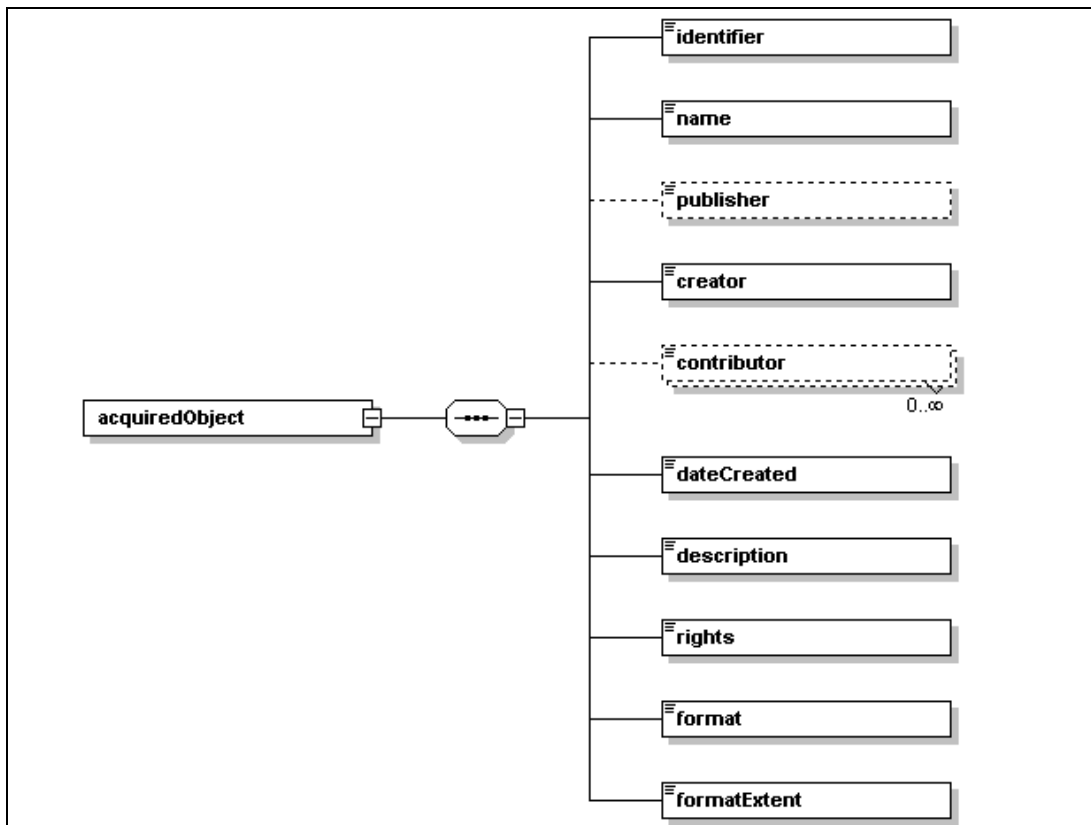 identifier
name
publisher
creator
contributor
0..∞
acquiredObject
dateCreated
description
rights
format
formatExtent